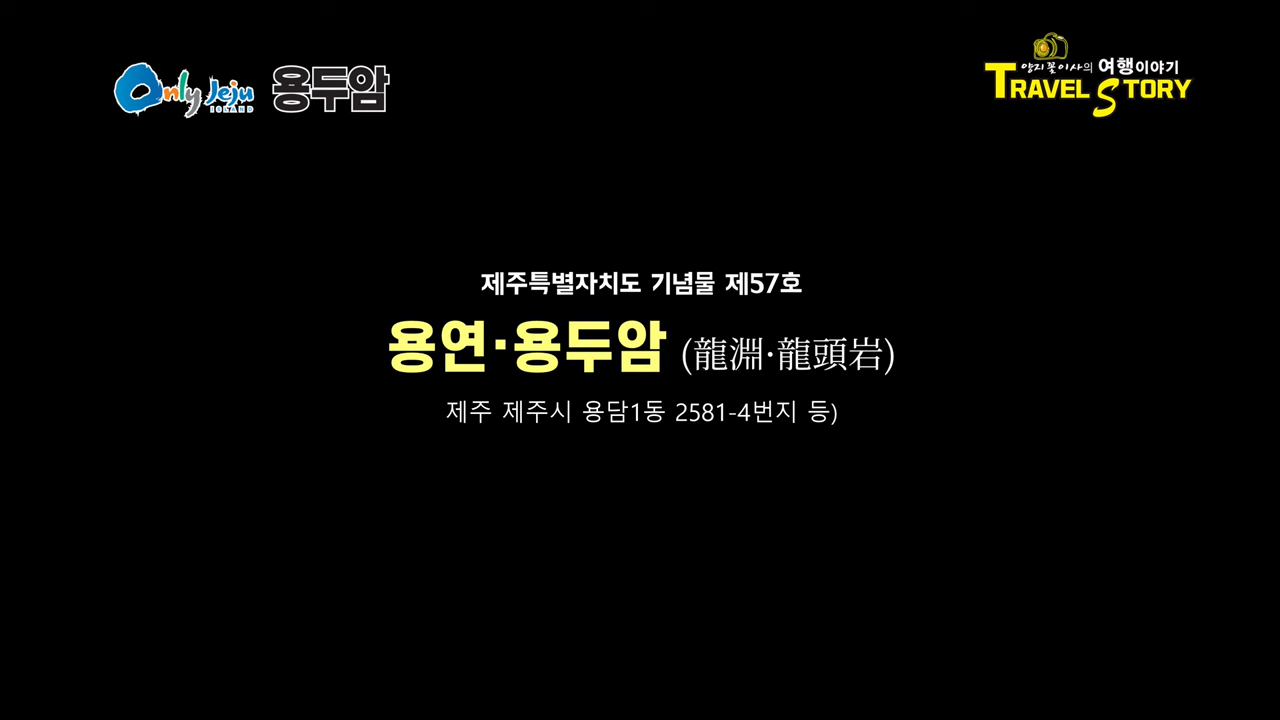 Only Jeju ISLAND 용두암
양지꽃이사의 여행이야기
TRAVEL STORY
제주특별자치도 기념물 제57호
용연·용두암 (龍淵·龍頭岩)
제주 제주시 용담1동 2581-4번지 등)